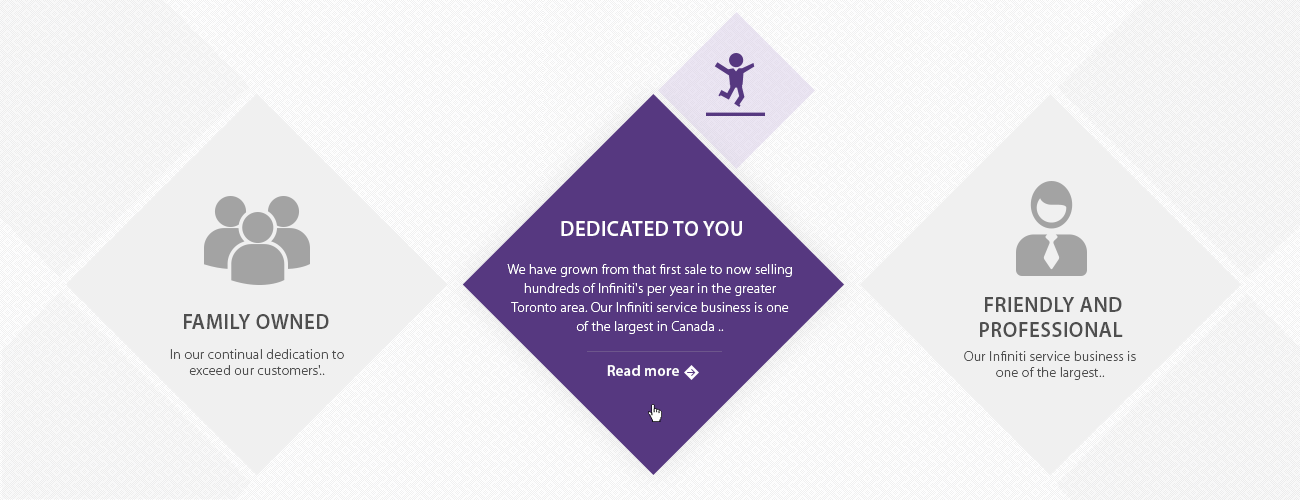 FAMILY OWNED
In our continual dedication to
exceed our customers'..
DEDICATED TO YOU
We have grown from that first sale to now selling
hundreds of Infiniti's per year in the greater
Toronto area. Our Infiniti service business is one
of the largest in Canada ..
Read more
FRIENDLY AND
PROFESSIONAL
Our Infiniti service business is
one of the largest..